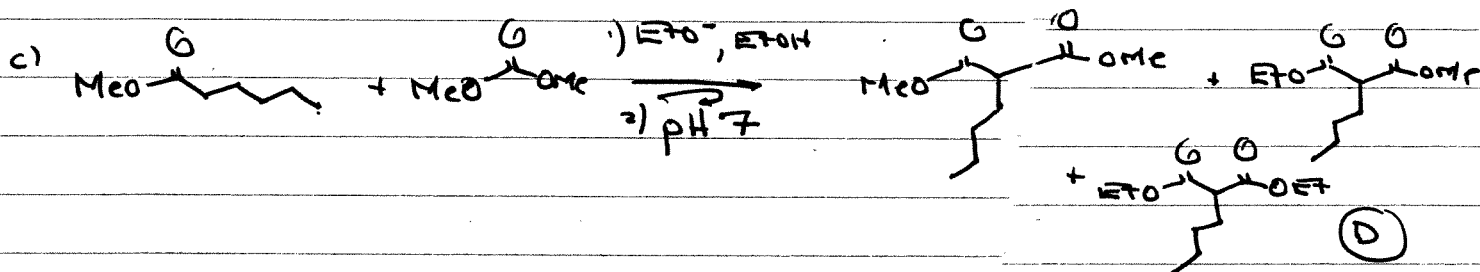 c) MeO O + MeO O OMe 1) EtO⁻, EtOH 2) pH 7 MeO O O OMe + EtO O O OMe
+ EtO O O OEt
D